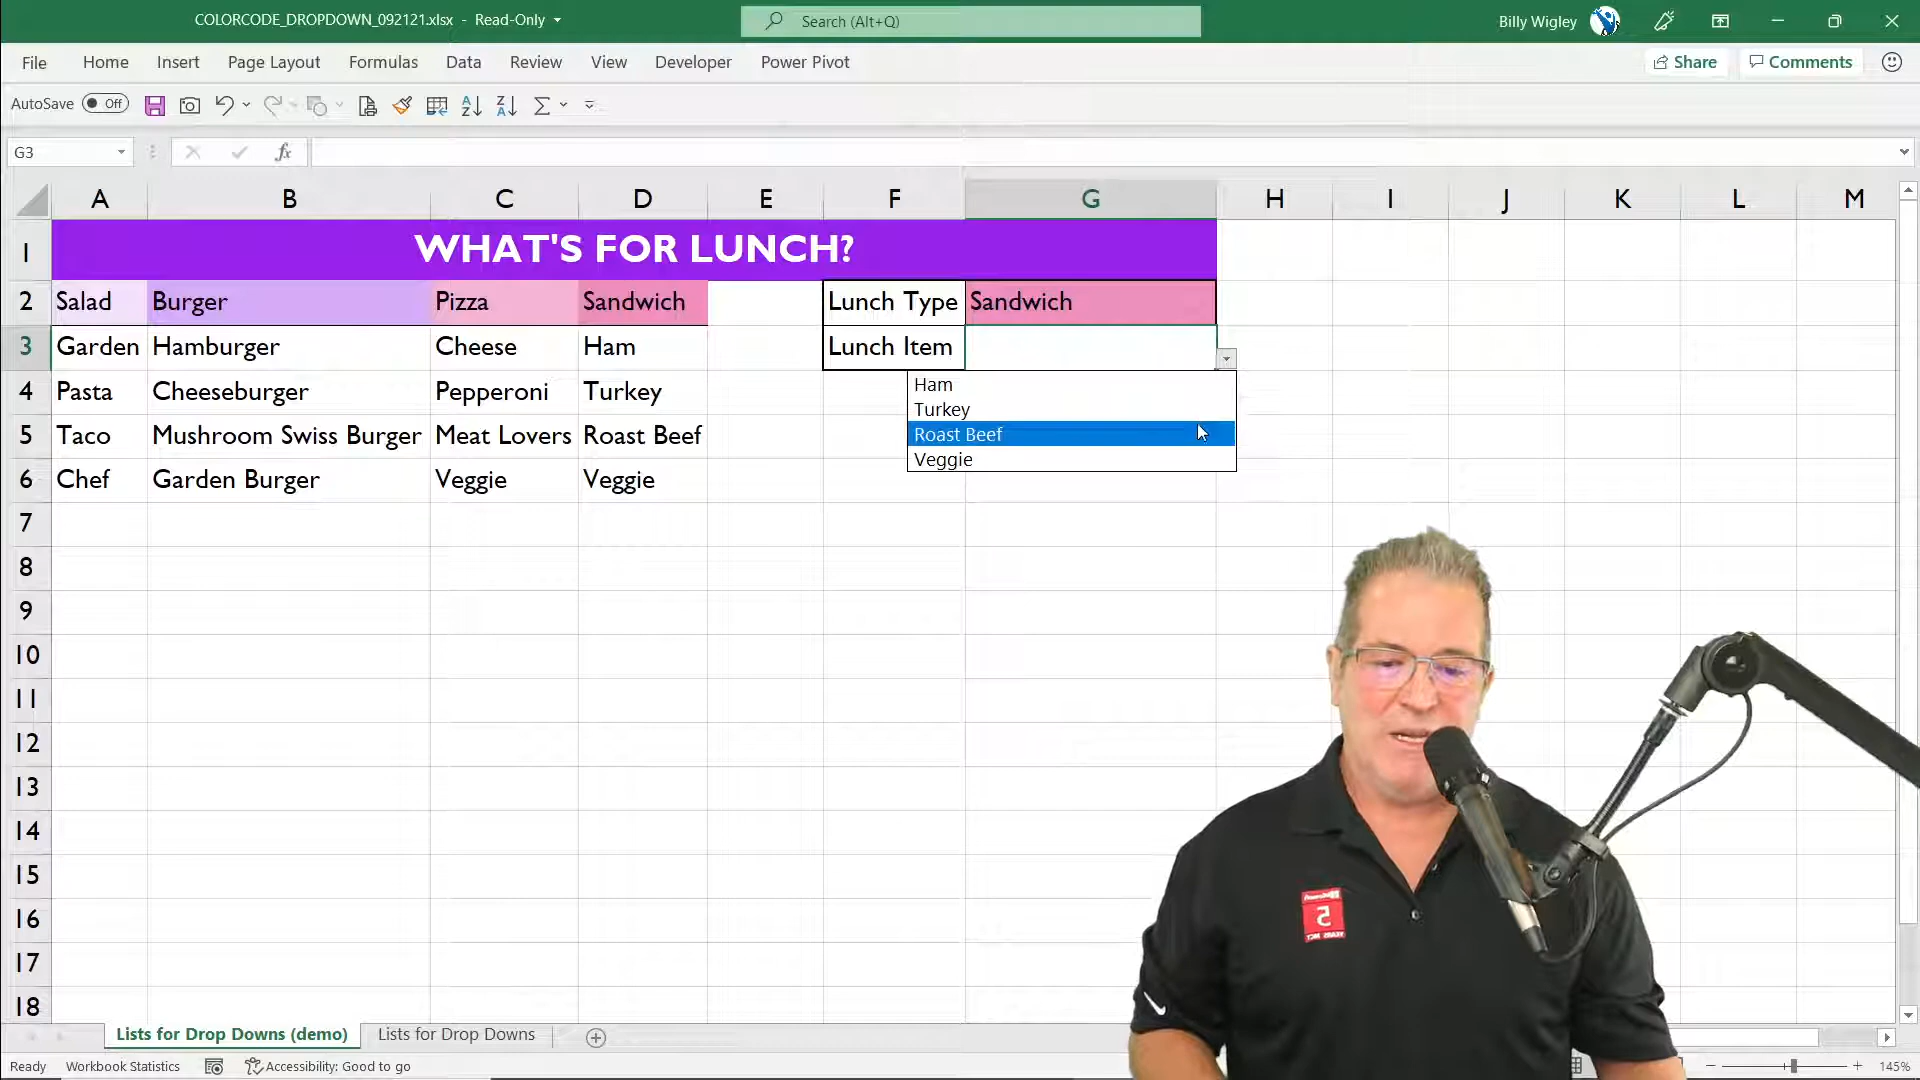 COLORCODE_DROPDOWN_092121.xlsx - Read-Only
Search (Alt+Q)
Billy Wigley
File Home Insert Page Layout Formulas Data Review View Developer Power Pivot
Share Comments
AutoSave Off
G3
fx
A B C D E F G H I J K L M
1 WHAT'S FOR LUNCH?
2 Salad Burger Pizza Sandwich Lunch Type Sandwich
3 Garden Hamburger Cheese Ham Lunch Item
Ham
4 Pasta Cheeseburger Pepperoni Turkey
Turkey
5 Taco Mushroom Swiss Burger Meat Lovers Roast Beef
Roast Beef
Veggie
6 Chef Garden Burger Veggie Veggie
7
8
9
10
11
12
13
14
15
16
17
18
5
Lists for Drop Downs (demo) Lists for Drop Downs
Ready Workbook Statistics Accessibility: Good to go 145%